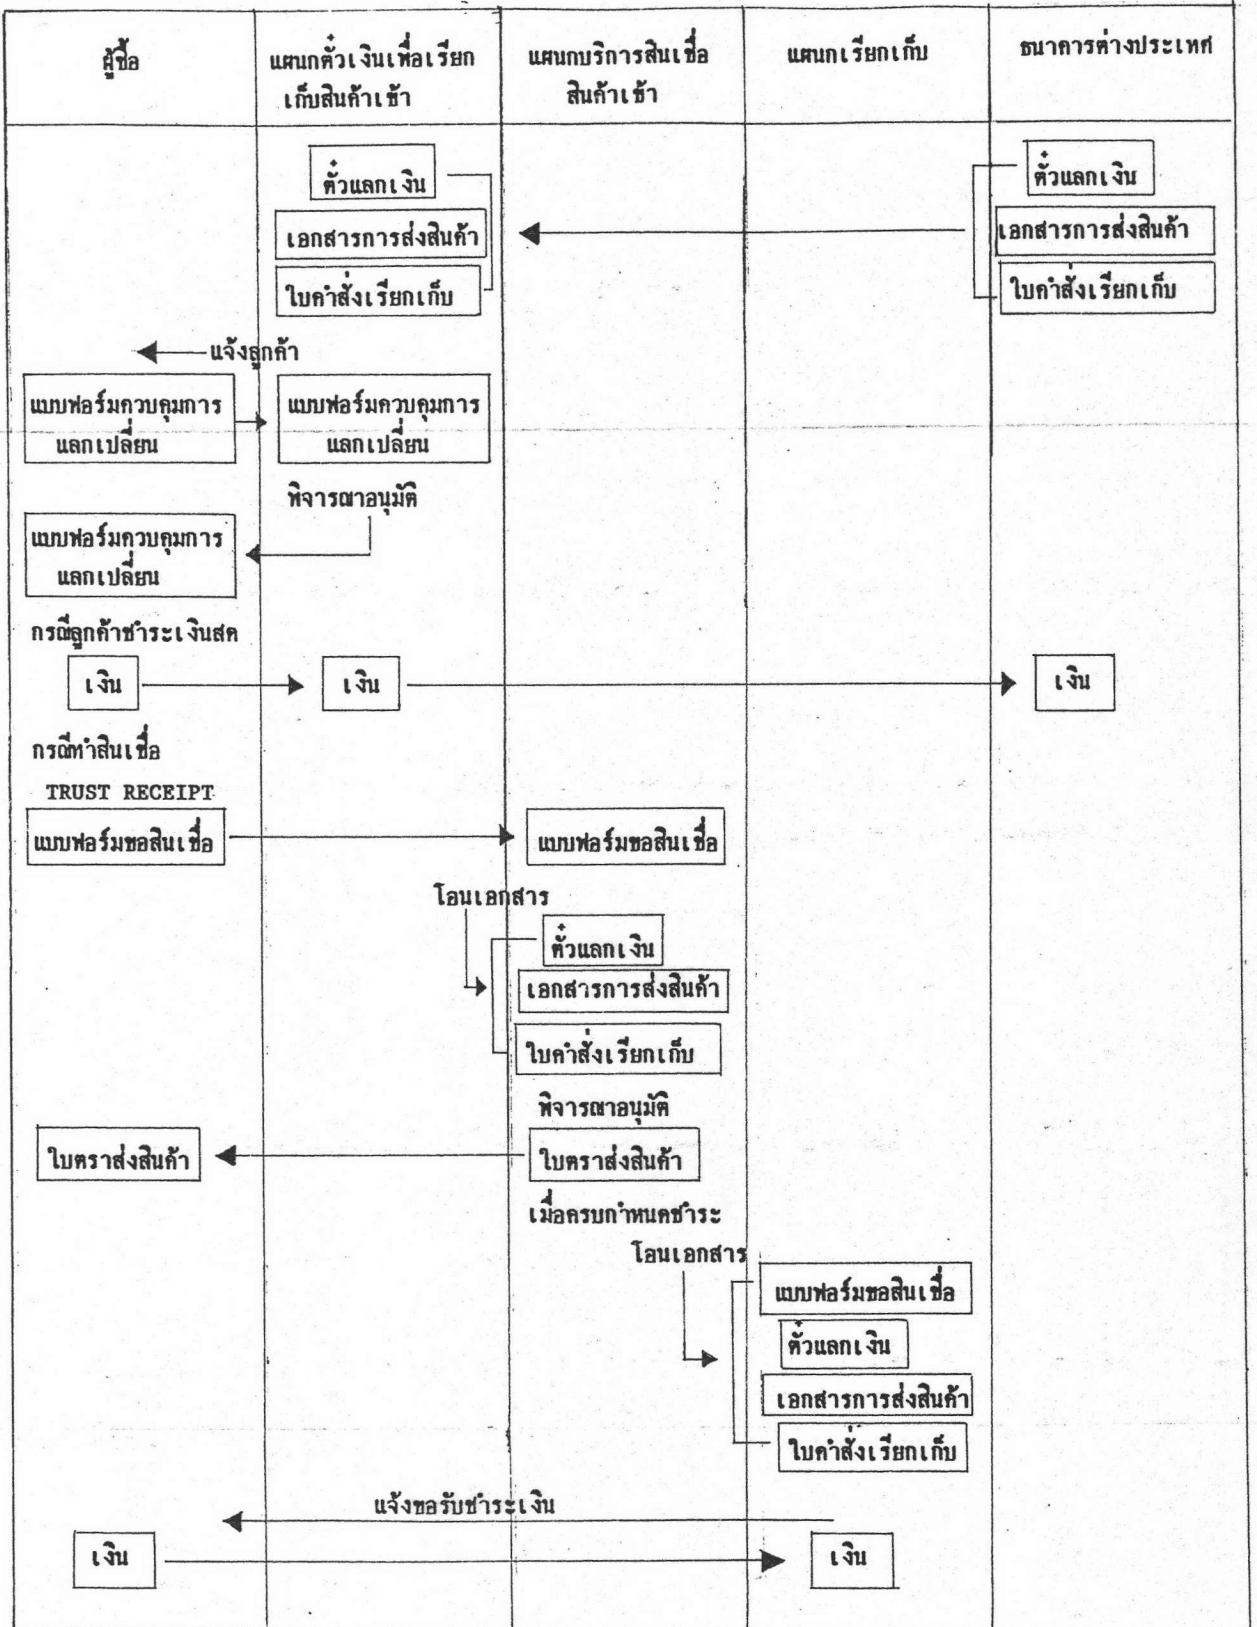 ผู้ซื้อ
แผนกตั๋วเงินเพื่อเรียก
เก็บสินค้าเข้า
แผนกบริการสินเชื่อ
สินค้าเข้า
แผนกเรียกเก็บ
ธนาคารต่างประเทศ
ตั๋วแลกเงิน
เอกสารการส่งสินค้า
ใบคำสั่งเรียกเก็บ
ตั๋วแลกเงิน
เอกสารการส่งสินค้า
ใบคำสั่งเรียกเก็บ
แจ้งลูกค้า
แบบฟอร์มควบคุมการ
แลกเปลี่ยน
แบบฟอร์มควบคุมการ
แลกเปลี่ยน
พิจารณาอนุมัติ
แบบฟอร์มควบคุมการ
แลกเปลี่ยน
กรณีลูกค้าชำระเงินสด
เงิน
เงิน
เงิน
กรณีทำสินเชื่อ
TRUST RECEIPT
แบบฟอร์มขอสินเชื่อ
แบบฟอร์มขอสินเชื่อ
โอนเอกสาร
ตั๋วแลกเงิน
เอกสารการส่งสินค้า
ใบคำสั่งเรียกเก็บ
พิจารณาอนุมัติ
ใบตราส่งสินค้า
ใบตราส่งสินค้า
เมื่อครบกำหนดชำระ
โอนเอกสาร
แบบฟอร์มขอสินเชื่อ
ตั๋วแลกเงิน
เอกสารการส่งสินค้า
ใบคำสั่งเรียกเก็บ
แจ้งขอรับชำระเงิน
เงิน
เงิน